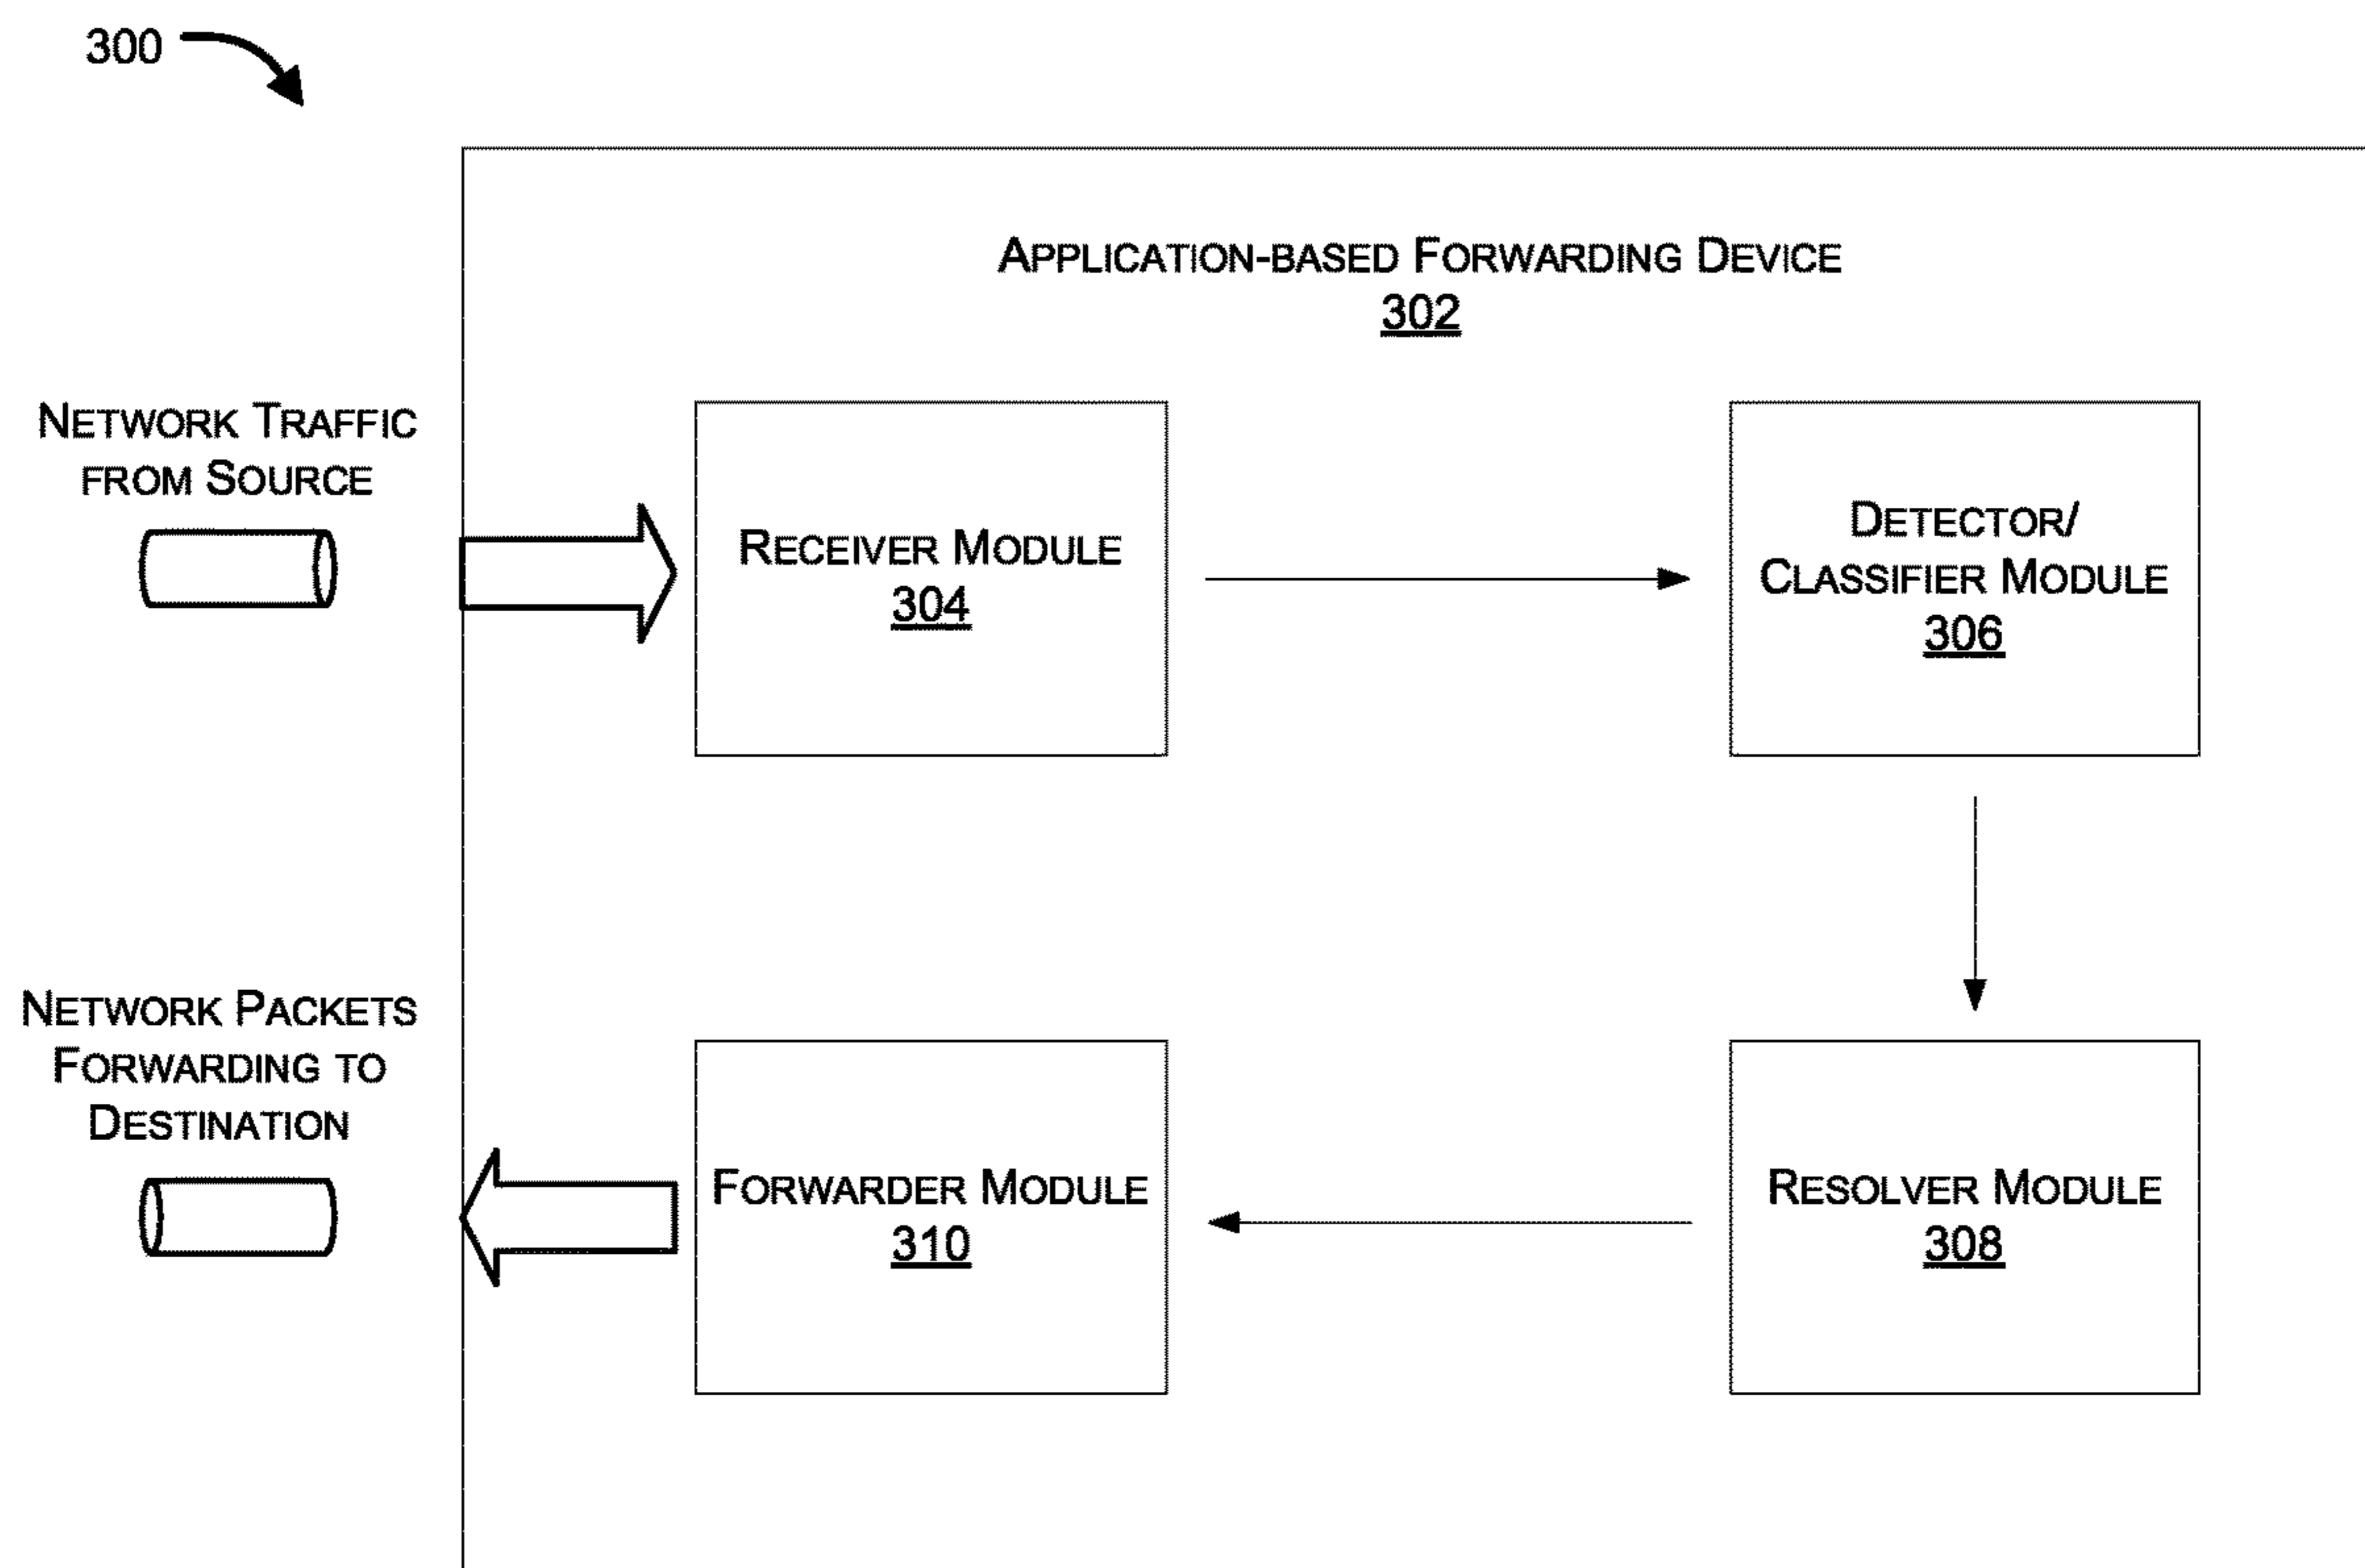 300
APPLICATION-BASED FORWARDING DEVICE
302
NETWORK TRAFFIC
FROM SOURCE
RECEIVER MODULE
304
DETECTOR/
CLASSIFIER MODULE
306
NETWORK PACKETS
FORWARDING TO
DESTINATION
FORWARDER MODULE
310
RESOLVER MODULE
308